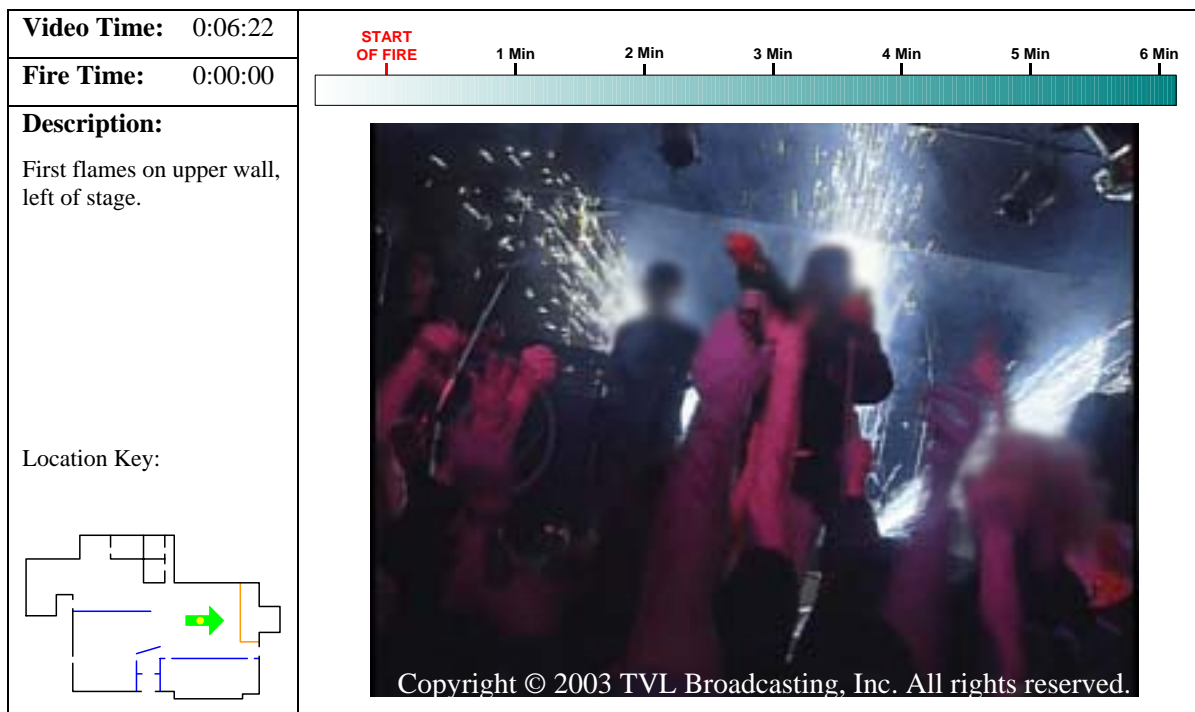 Video Time: 0:06:22
Fire Time: 0:00:00
Description:
First flames on upper wall,
left of stage.
Location Key:
START
OF FIRE
1 Min 2 Min 3 Min 4 Min 5 Min 6 Min
Copyright © 2003 TVL Broadcasting, Inc. All rights reserved.